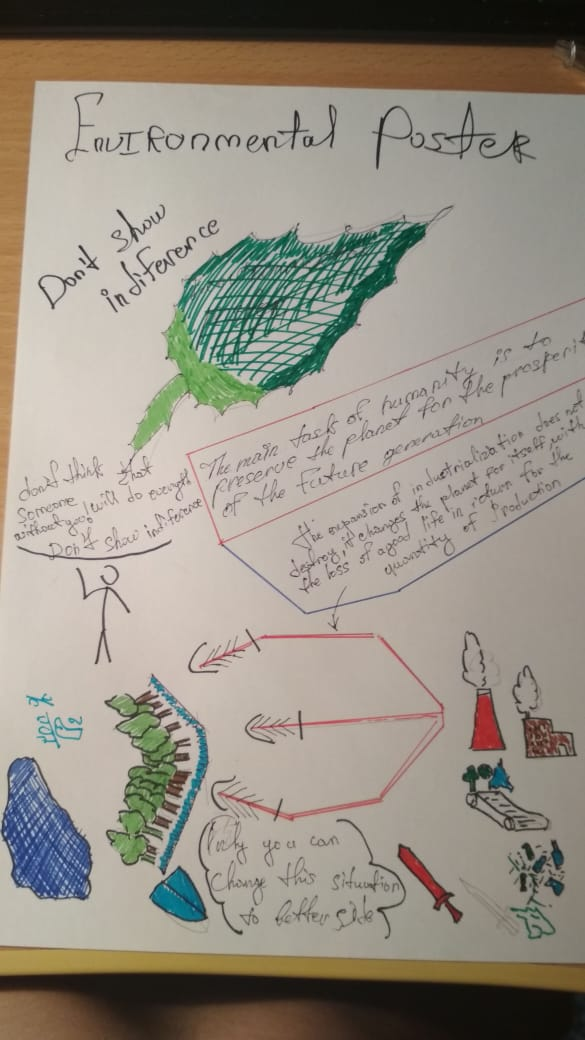 Environmental Poster
Don't show
indiference
The main task of humanity is to
preserve the planet for the prosperit
of the future generation
don't think that
someone will do everyth
without you
Don't show indiference
The expansion of industrialization does not
destroy, it changes the planet for itself with
the loss of a good life in return for the
quantity of production
100%
Only you can
change this situation
to better side